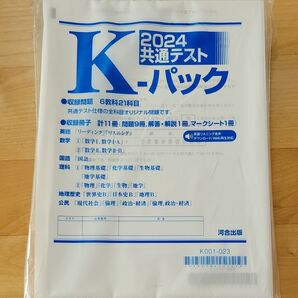 2024
共通テスト
K-パック
●収録問題 6教科21科目
共通テスト仕様の全科目オリジナル問題です。
●収録冊子 計11冊(問題9冊、解答・解説1冊、マークシート1冊)
英語 「リーディング」「リスニング」
数学 ①「数学Ⅰ、数学Ⅰ・A」
②「数学Ⅱ、数学Ⅱ・B」
国語 「国語」
理科 ①「物理基礎」「化学基礎」「生物基礎」
「地学基礎」
②「物理」「化学」「生物」「地学」
地理歴史 「世界史B」「日本史B」「地理B」
公民 「現代社会」「倫理」「政治・経済」「倫理、政治・経済」
河合出版
K001-023